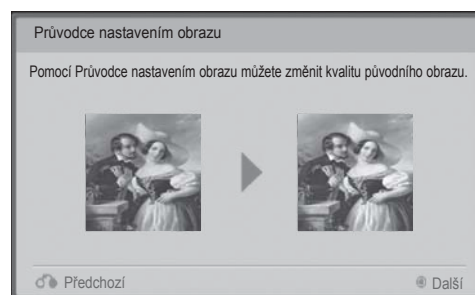 Průvodce nastavením obrazu
Pomocí Průvodce nastavením obrazu můžete změnit kvalitu původního obrazu.
Předchozí
Další